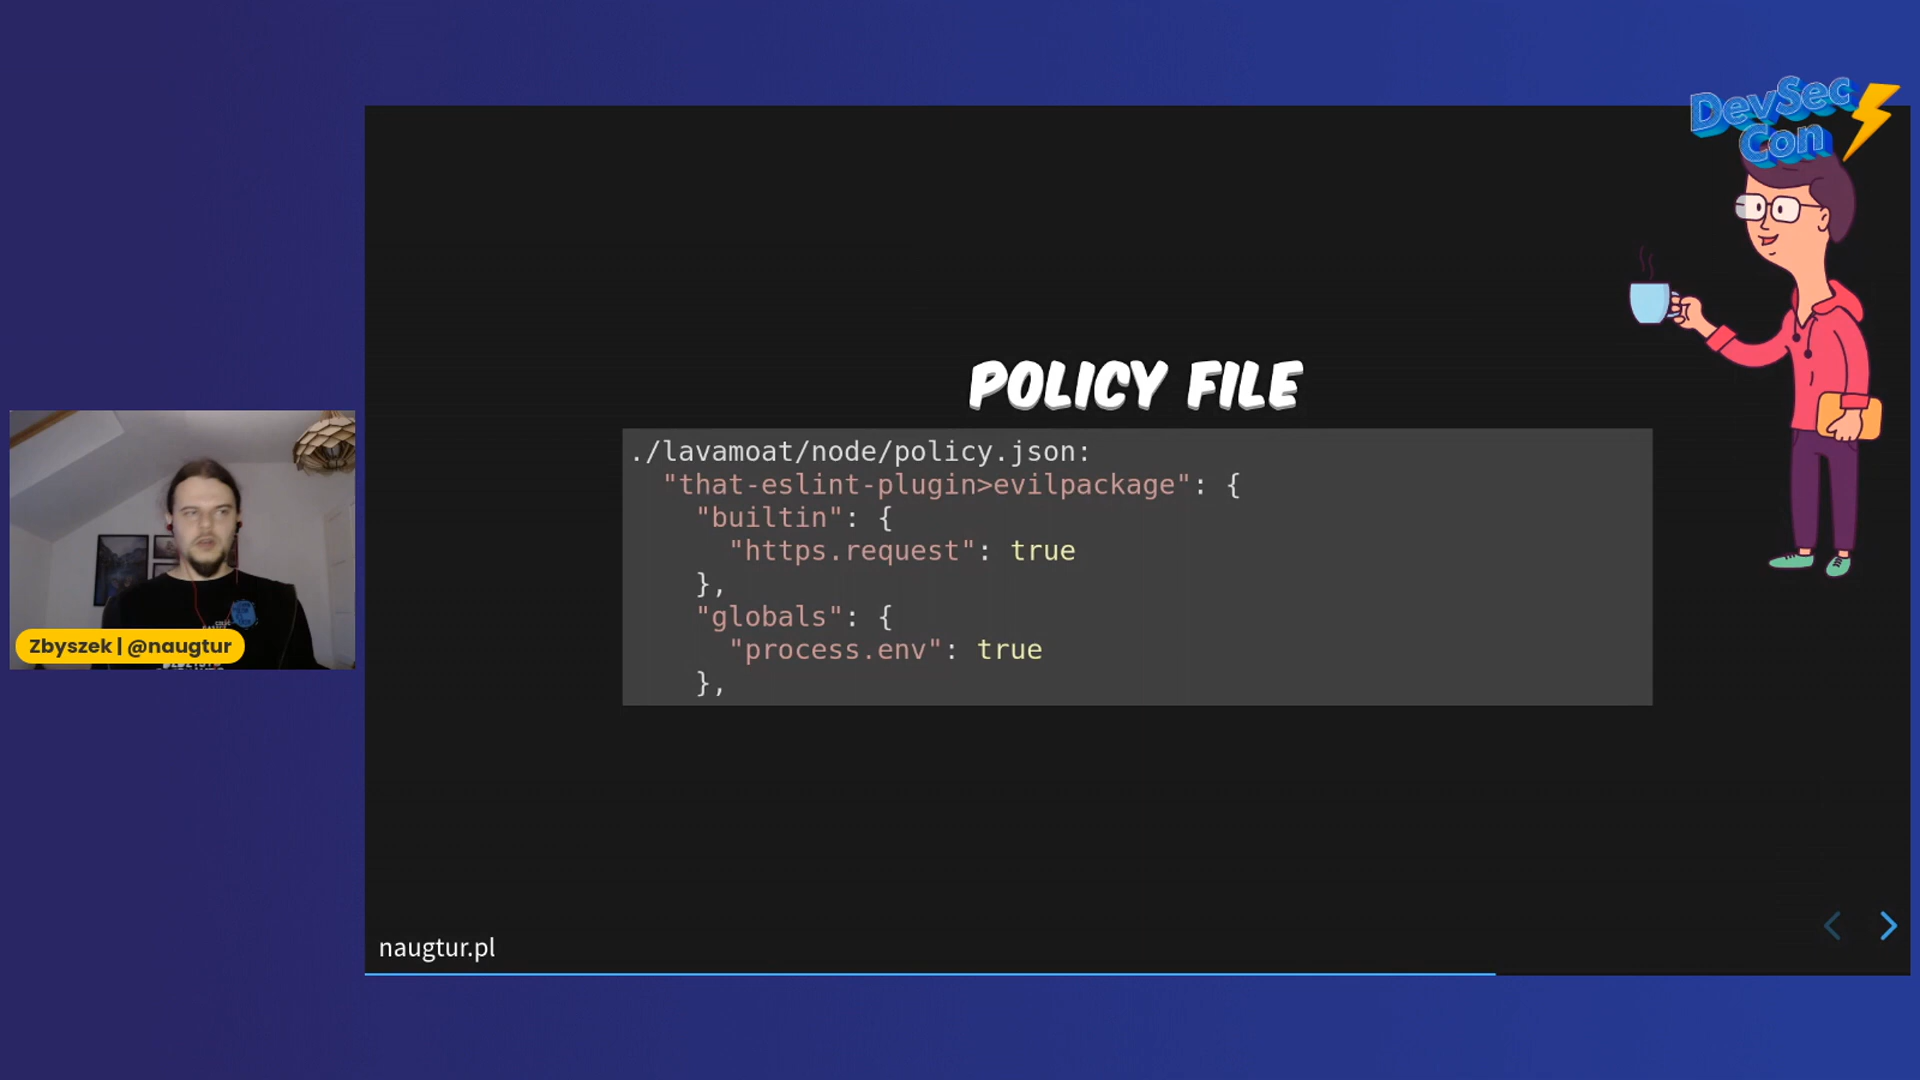 DevSec
Con
POLICY FILE
./lavamoat/node/policy.json:
"that-eslint-plugin>evilpackage": {
"builtin": {
"https.request": true
},
"globals": {
"process.env": true
},
Zbyszek | @naugtur
naugtur.pl